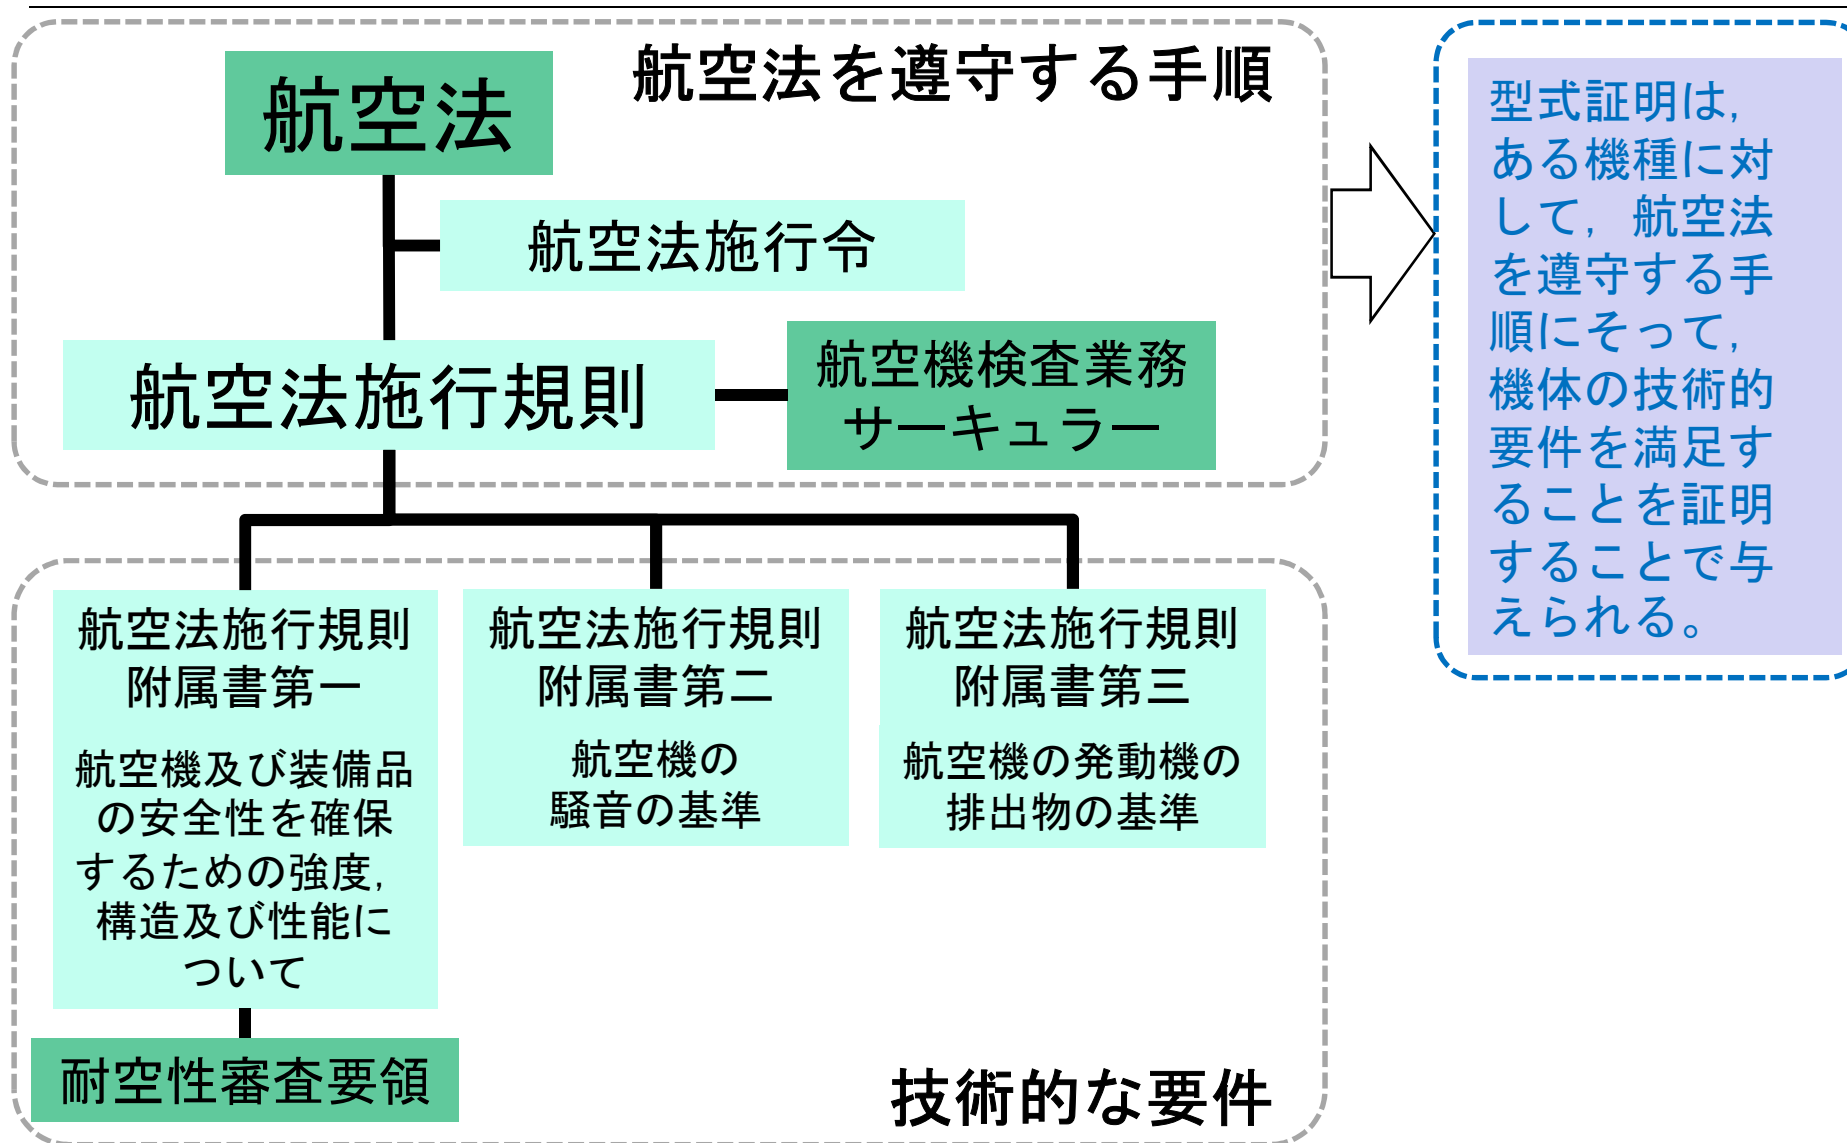 航空法を遵守する手順
航空法
航空法施行令
航空法施行規則
航空機検査業務
サーキュラー
型式証明は,
ある機種に対
して, 航空法
を遵守する手
順にそって,
機体の技術的
要件を満足す
ることを証明
することで与
えられる。
航空法施行規則
附属書第一
航空機及び装備品
の安全性を確保
するための強度,
構造及び性能に
ついて
航空法施行規則
附属書第二
航空機の
騒音の基準
航空法施行規則
附属書第三
航空機の発動機の
排出物の基準
耐空性審査要領
技術的な要件